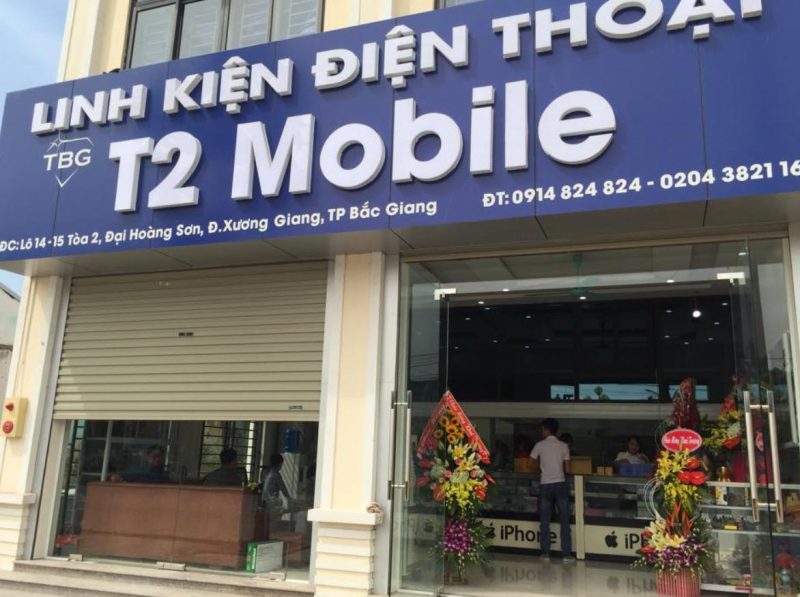 LINH KIỆN ĐIỆN THOẠI
TBG
T2 Mobile
ĐC: Lô 14 - 15 Tòa 2, Đại Hoàng Sơn, Đ.Xương Giang, TP Bắc Giang
ĐT: 0914 824 824 - 0204 3821 16
iPhone
iP